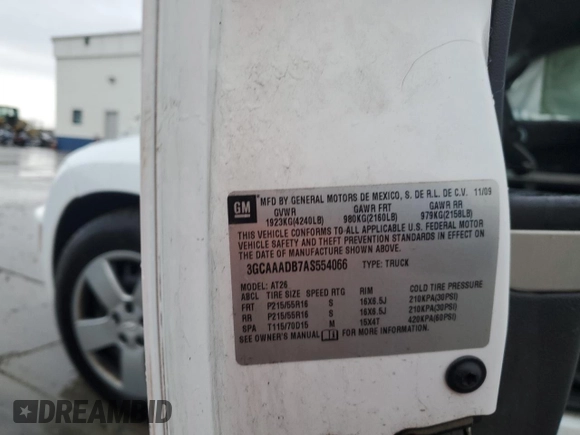 GM
MFD BY GENERAL MOTORS DE MEXICO, S. DE R.L. DE C.V. 11/09
GVWR GAWR FRT GAWR RR
1923KG(4240LB) 980KG(2160LB) 979KG(2158LB)
THIS VEHICLE CONFORMS TO-ALL APPLICABLE U.S. FEDERAL MOTOR
VEHICLE SAFETY AND THEFT PREVENTION STANDARDS IN EFFECT ON
THE DATE OF MANUFACTURE SHOWN ABOVE.
3GCAAADB7AS554066 TYPE: TRUCK
MODEL: AT26
ABCL TIRE SIZE SPEED RTG RIM COLD TIRE PRESSURE
FRT P215/55R16 S 16X6.5J 210KPA(30PSI)
RR P215/55R16 S 16X6.5J 210KPA(30PSI)
SPA T115/70D15 M 15X4T 420KPA(60PSI)
SEE OWNER'S MANUAL FOR MORE INFORMATION.
DREAMBID